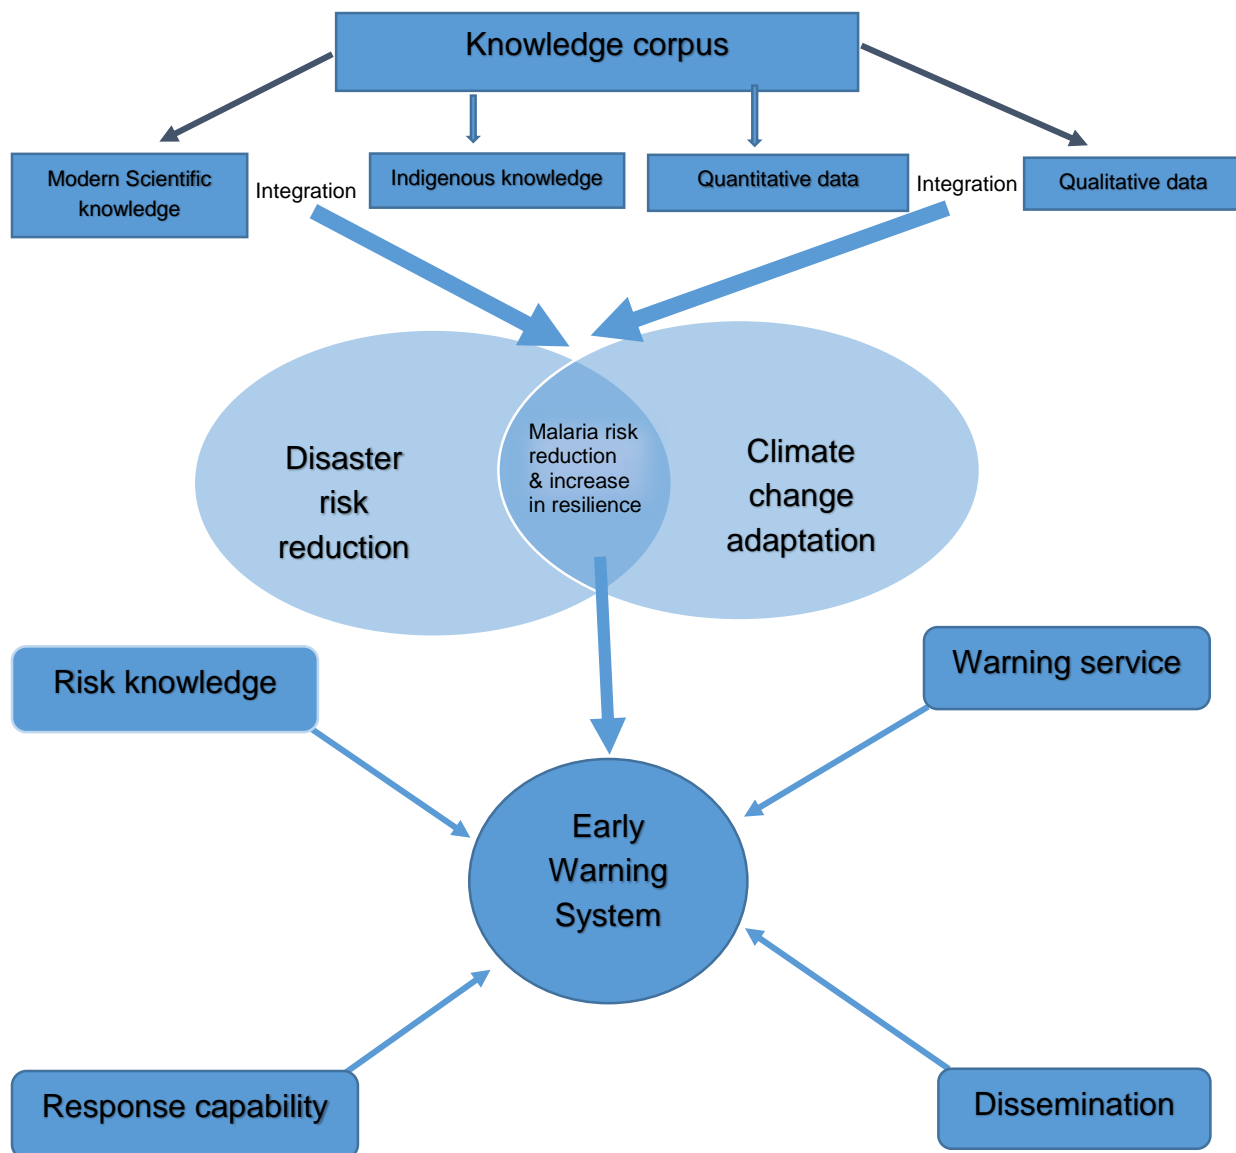 Knowledge corpus
Modern Scientific
knowledge
Integration
Indigenous knowledge
Quantitative data
Integration
Qualitative data
Disaster
risk
reduction
Malaria risk
reduction
& increase
in resilience
Climate
change
adaptation
Risk knowledge
Warning service
Early
Warning
System
Response capability
Dissemination